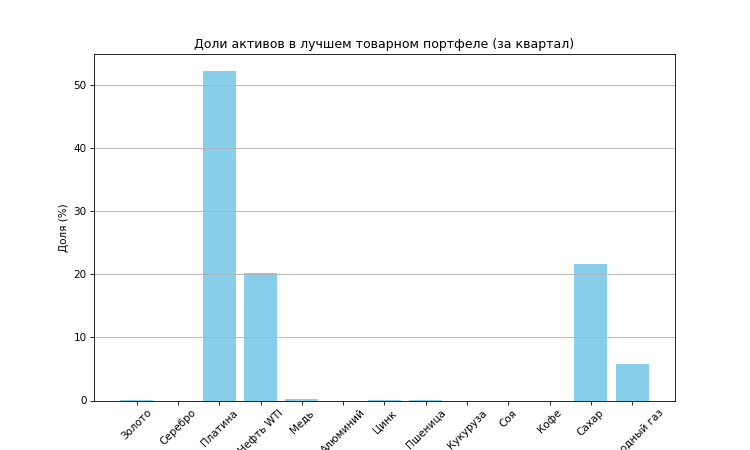 Доли активов в лучшем товарном портфеле (за квартал)
Доля (%)
50
40
30
20
10
0
Золото
Серебро
Платина
Нефть WTI
Медь
Алюминий
Цинк
Пшеница
Кукуруза
Соя
Кофе
Сахар
одный газ